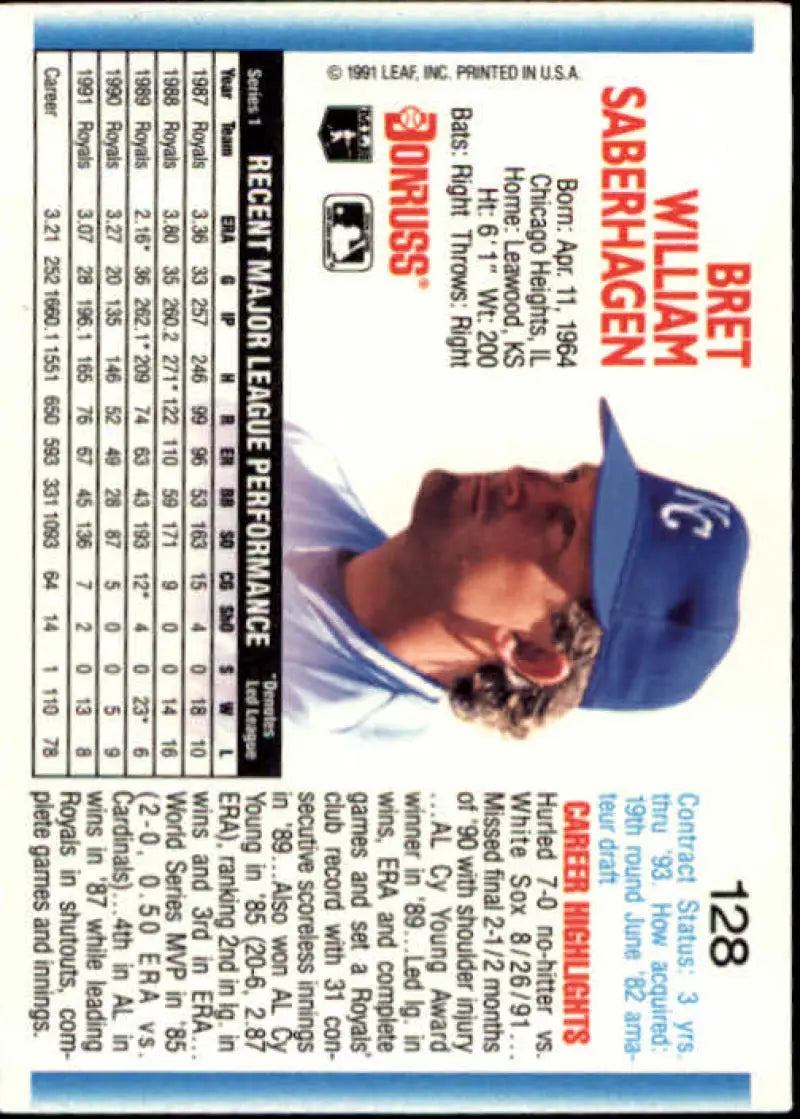 BRET
WILLIAM
SABERHAGEN
Born: Apr. 11, 1964
Chicago Heights, IL
Home: Leawood, KS
Ht: 6'1" Wt: 200
Bats: Right Throws: Right
DONRUSS®
© 1991 LEAF, INC. PRINTED IN U.S.A.
KC
128
Contract Status: 3 yrs.
thru '93. How acquired:
19th round June '82 ama-
teur draft
CAREER HIGHLIGHTS
Hurled 7-0 no-hitter vs.
White Sox 8/26/91...
Missed final 2-1/2 months
of '90 with shoulder injury
...AL Cy Young Award
winner in '89...Led lg. in
wins, ERA and complete
games and set a Royals'
club record with 31 con-
secutive scoreless innings
in '89...Also won AL Cy
Young in '85 (20-6, 2.87
ERA), ranking 2nd in lg. in
wins and 3rd in ERA...
World Series MVP in '85
(2-0, 0.50 ERA vs.
Cardinals)...4th in AL in
wins in '87 while leading
Royals in shutouts, com-
plete games and innings.
Series 1 RECENT MAJOR LEAGUE PERFORMANCE *Denotes Led League
Year Team ERA G IP H R ER BB SO CG ShO S W L
1987 Royals 3.36 33 257 246 99 96 53 163 15 4 0 18 10
1988 Royals 3.80 35 260.2 271* 122 110 59 171 9 0 0 14 16
1989 Royals 2.16* 36 262.1* 209 74 63 43 193 12* 4 0 23* 6
1990 Royals 3.27 20 135 146 52 49 28 87 5 0 0 5 9
1991 Royals 3.07 28 196.1 165 76 67 45 136 7 2 0 13 8
Career 3.21 252 1660.1 1551 650 593 331 1093 64 14 1 110 78